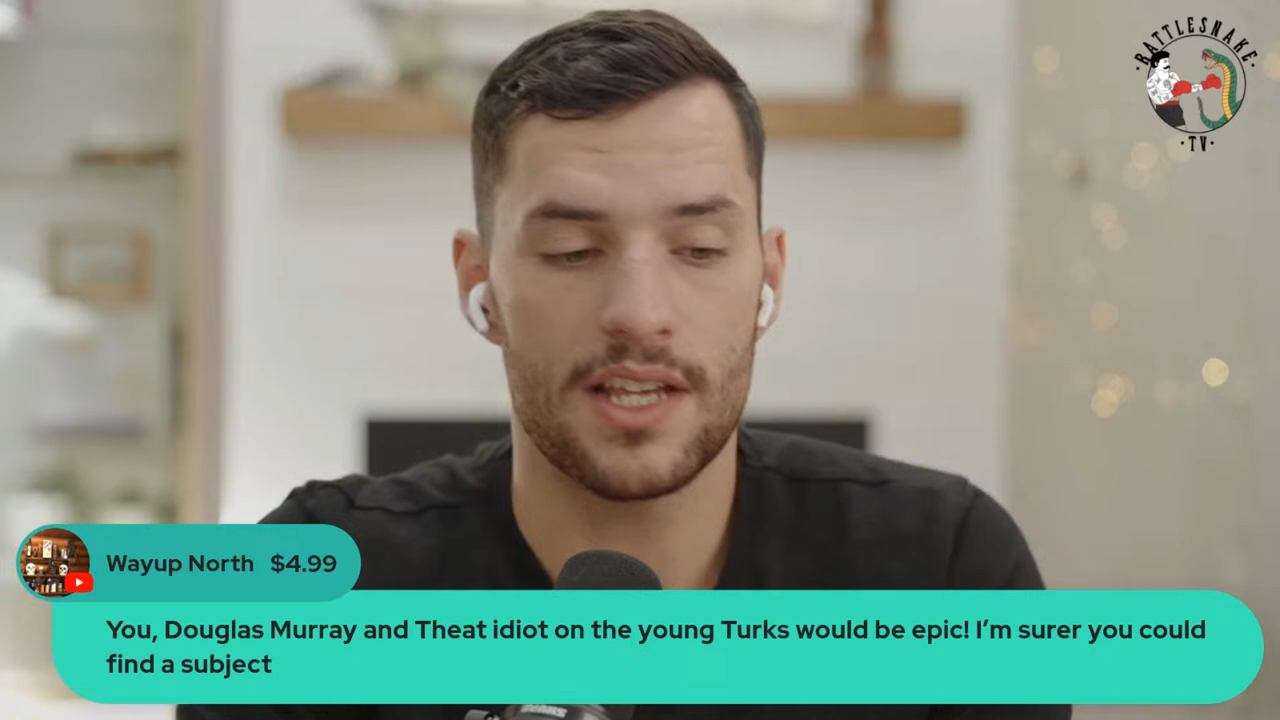 ·RATTLESNAKE·
·TV·
Wayup North $4.99
You, Douglas Murray and Theat idiot on the young Turks would be epic! I'm surer you could
find a subject